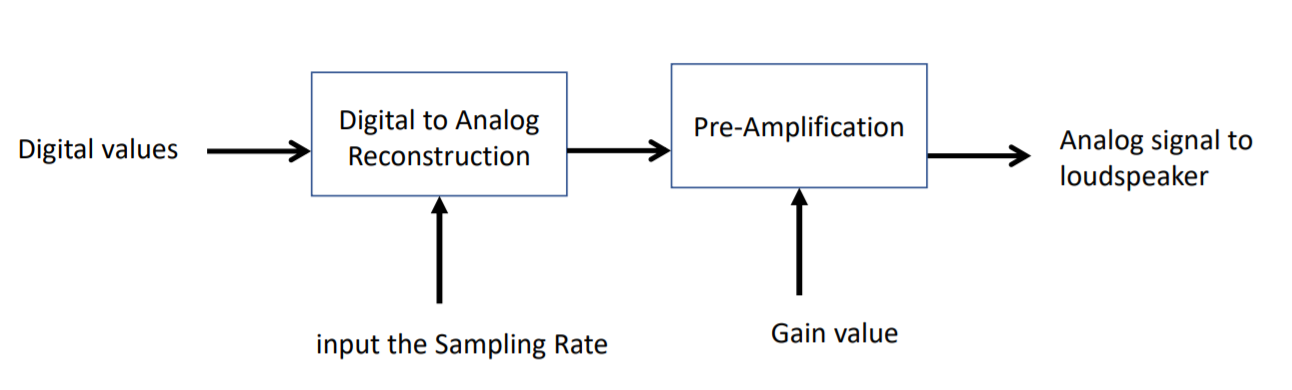 Digital values
Digital to Analog
Reconstruction
Pre-Amplification
Analog signal to
loudspeaker
input the Sampling Rate
Gain value